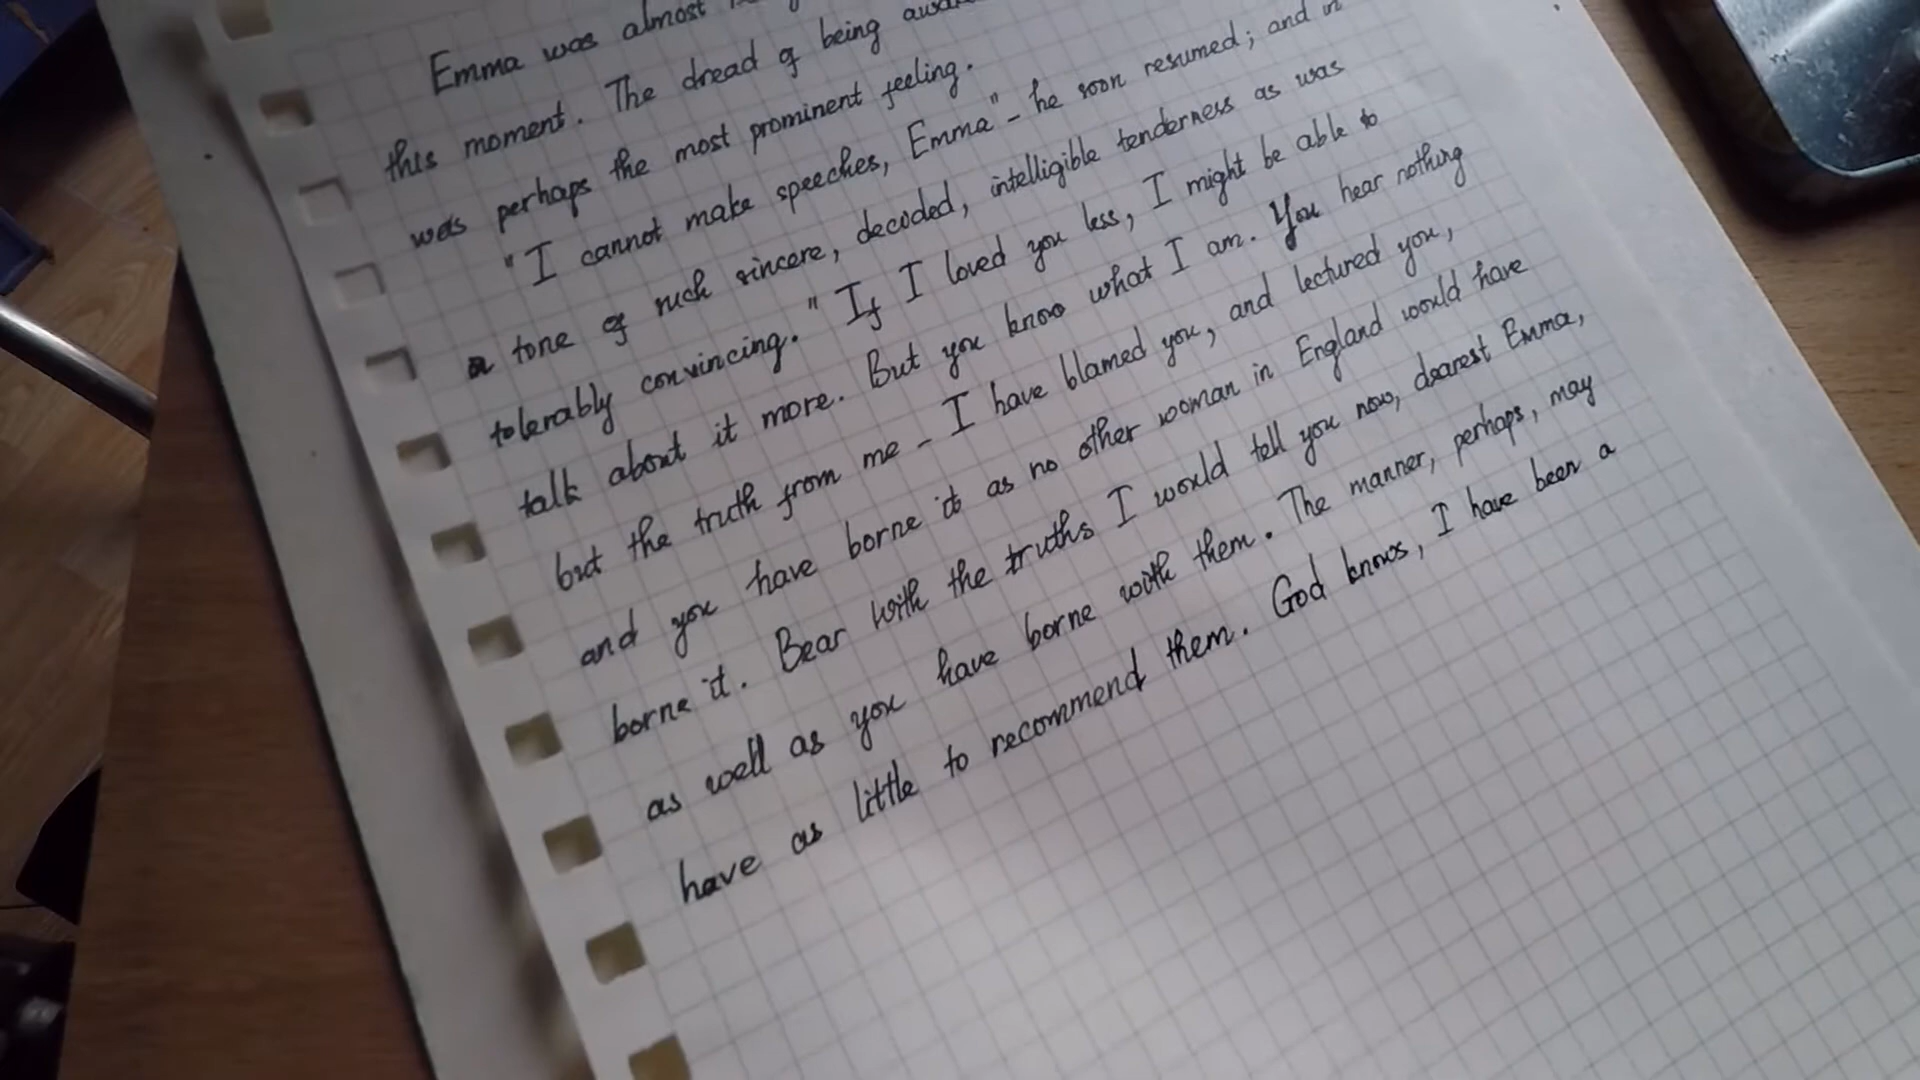 Emma was almost
this moment. The dread of being
was perhaps the most prominent feeling.
"I cannot make speeches, Emma" - he soon resumed; and in
a tone of such sincere, decoded, intelligible tenderness as was
tolerably convincing. "If I loved you less, I might be able to
talk about it more. But you know what I am. You hear nothing
but the truth from me - I have blamed you, and lectured you,
and you have borne it as no other woman in England would have
borne it. Bear with the truths I would tell you now, dearest Emma,
as well as you have borne with them. The manner, perhaps, may
have as little to recommend them. God knows, I have been a